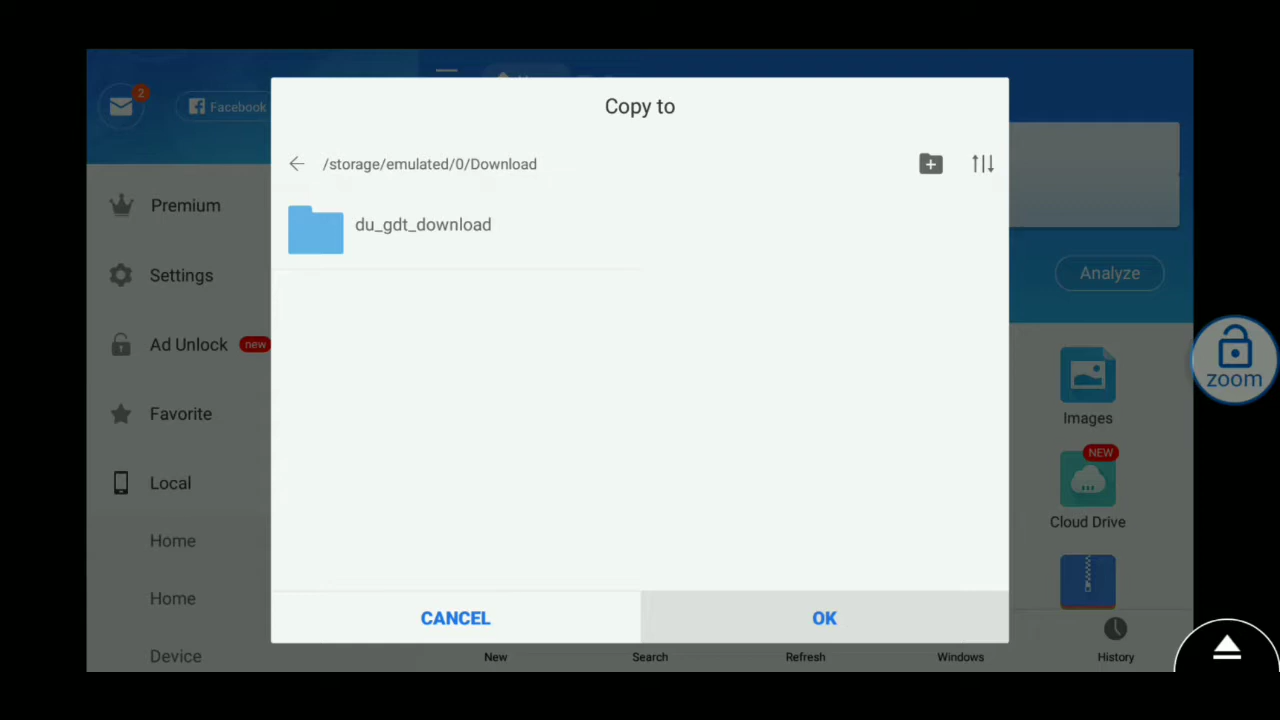 2
Facebook
Copy to
/storage/emulated/0/Download
du_gdt_download
Premium
Settings
Ad Unlock new
Favorite
Local
Home
Home
Device
Analyze
Images
NEW
Cloud Drive
zoom
CANCEL
OK
New
Search
Refresh
Windows
History